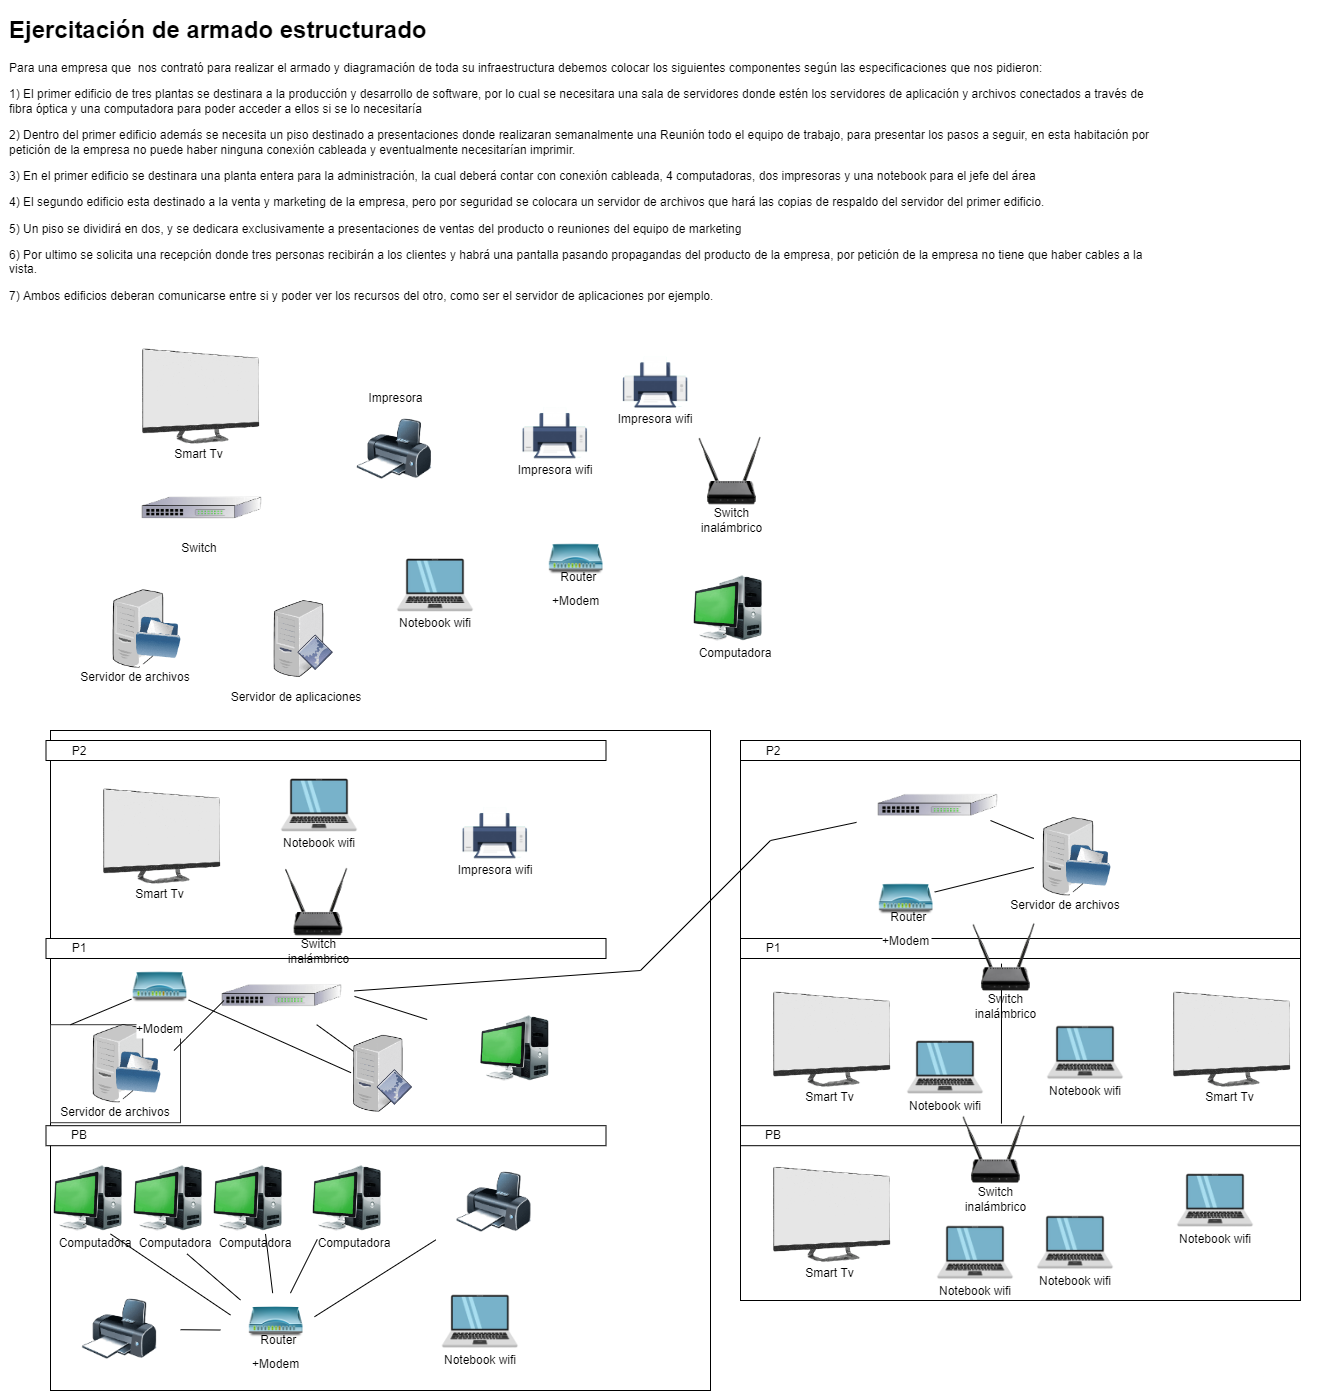 Ejercitación de armado estructurado
Para una empresa que  nos contrató para realizar el armado y diagramación de toda su infraestructura debemos colocar los siguientes componentes según las especificaciones que nos pidieron:
1) El primer edificio de tres plantas se destinara a la producción y desarrollo de software, por lo cual se necesitara una sala de servidores donde estén los servidores de aplicación y archivos conectados a través de
fibra óptica y una computadora para poder acceder a ellos si se lo necesitaría
2) Dentro del primer edificio además se necesita un piso destinado a presentaciones donde realizaran semanalmente una Reunión todo el equipo de trabajo, para presentar los pasos a seguir, en esta habitación por
petición de la empresa no puede haber ninguna conexión cableada y eventualmente necesitarían imprimir.
3) En el primer edificio se destinara una planta entera para la administración, la cual deberá contar con conexión cableada, 4 computadoras, dos impresoras y una notebook para el jefe del área
4) El segundo edificio esta destinado a la venta y marketing de la empresa, pero por seguridad se colocara un servidor de archivos que hará las copias de respaldo del servidor del primer edificio.
5) Un piso se dividirá en dos, y se dedicara exclusivamente a presentaciones de ventas del producto o reuniones del equipo de marketing
6) Por ultimo se solicita una recepción donde tres personas recibirán a los clientes y habrá una pantalla pasando propagandas del producto de la empresa, por petición de la empresa no tiene que haber cables a la
vista.
7) Ambos edificios deberan comunicarse entre si y poder ver los recursos del otro, como ser el servidor de aplicaciones por ejemplo.
Impresora
Impresora wifi
Smart Tv
Impresora wifi
Switch
inalámbrico
Switch
Router
+Modem
Notebook wifi
Computadora
Servidor de archivos
Servidor de aplicaciones
P2
Notebook wifi
Impresora wifi
Smart Tv
Switch
inalámbrico
P1
+Modem
Servidor de archivos
PB
Computadora
Computadora
Computadora
Computadora
Router
+Modem
Notebook wifi
P2
Servidor de archivos
Router
+Modem
P1
Switch
inalámbrico
Smart Tv
Notebook wifi
Notebook wifi
Smart Tv
PB
Switch
inalámbrico
Smart Tv
Notebook wifi
Notebook wifi
Notebook wifi